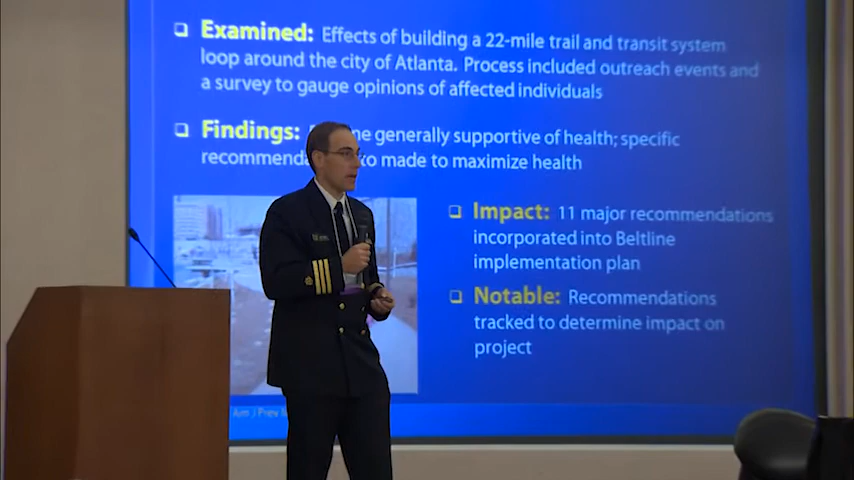 Examined: Effects of building a 22-mile trail and transit system
loop around the city of Atlanta. Process included outreach events and
a survey to gauge opinions of affected individuals
Findings: generally supportive of health; specific
made to maximize health
Impact: 11 major recommendations
incorporated into Beltline
implementation plan
Notable: Recommendations
tracked to determine impact on
project